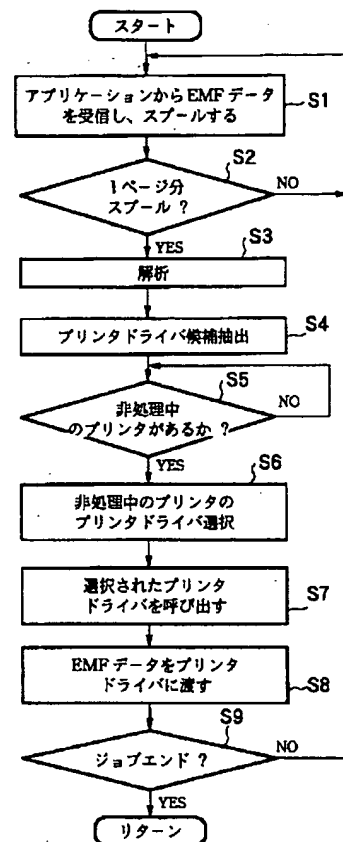 スタート
アプリケーションからEMFデータ
を受信し、スプールする
S1
S2
1ページ分
スプール ?
NO
YES
S3
解析
S4
プリンタドライバ候補抽出
S5
非処理中
のプリンタがあるか ?
NO
YES
S6
非処理中のプリンタの
プリンタドライバ選択
選択されたプリンタ
ドライバを呼び出す
S7
EMFデータをプリンタ
ドライバに渡す
S8
S9
ジョブエンド ?
NO
YES
リターン